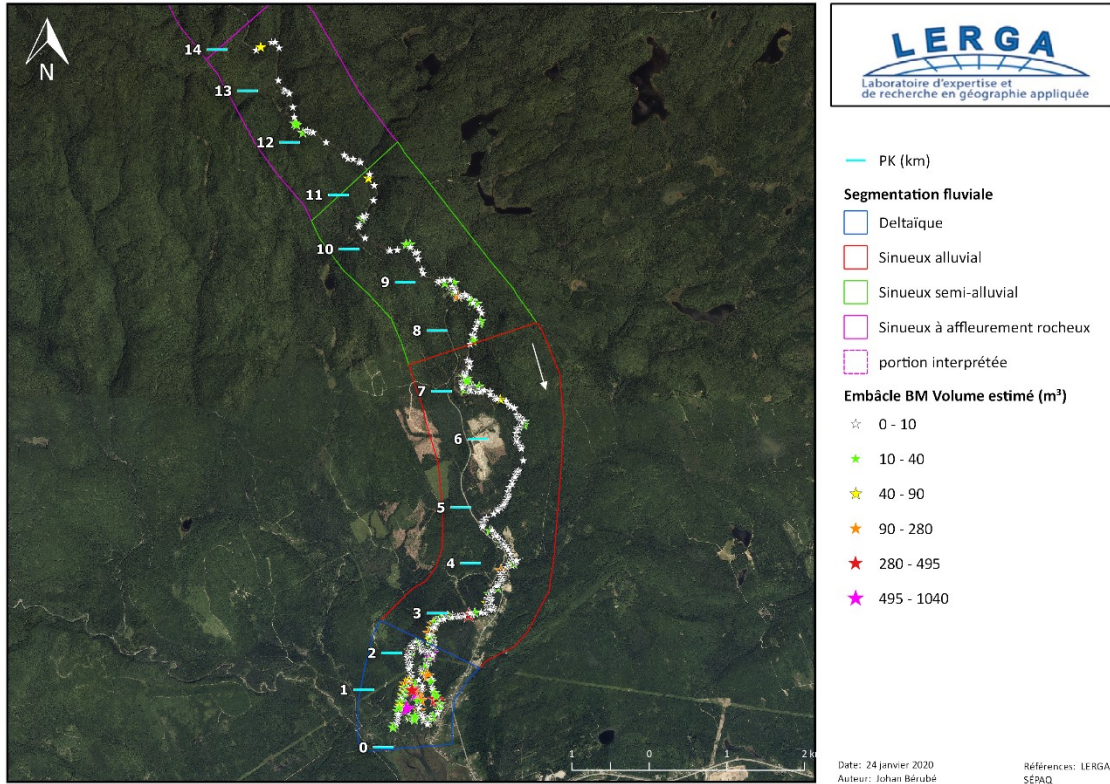 14
N
13
12
11
10
9
8
7
6
5
4
3
2
1
0
1 0 1 2 k
LERGA
Laboratoire d'expertise et
de recherche en géographie appliquée
PK (km)
Segmentation fluviale
Deltaïque
Sinueux alluvial
Sinueux semi-alluvial
Sinueux à affleurement rocheux
portion interprétée
Embâcle BM Volume estimé (m³)
0 - 10
10 - 40
40 - 90
90 - 280
280 - 495
495 - 1040
Date: 24 janvier 2020 Références: LERGA
Auteur: Johan Bérubé SÉPAQ